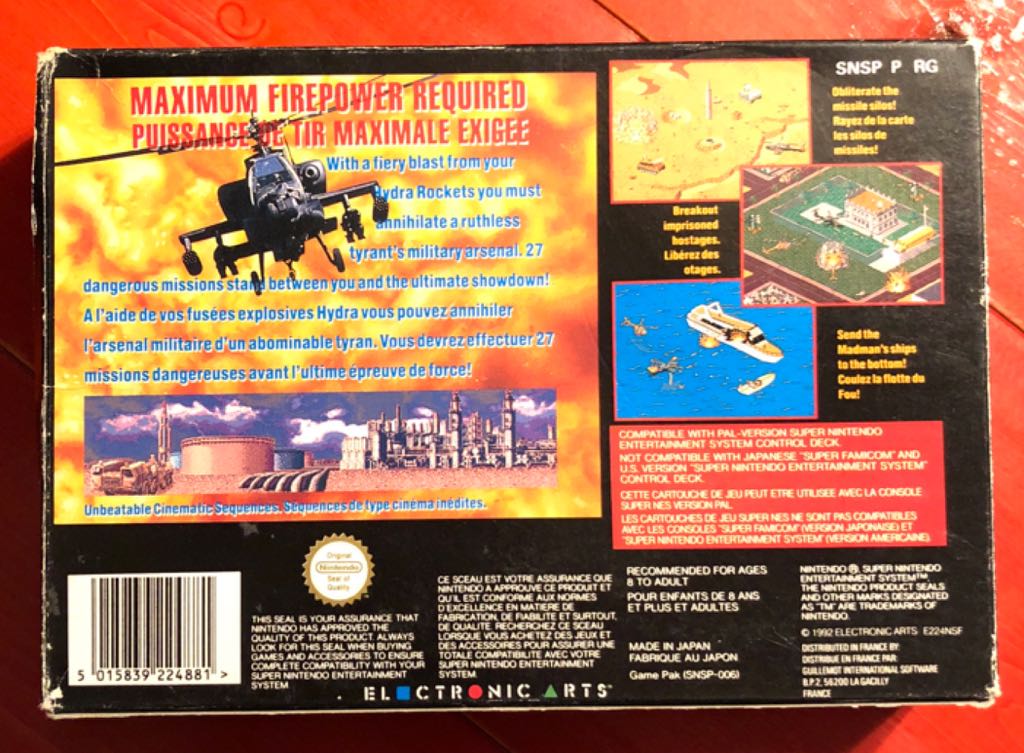 MAXIMUM FIREPOWER REQUIRED
PUISSANCE DE TIR MAXIMALE EXIGEE
With a fiery blast from your
Hydra Rockets you must
annihilate a ruthless
tyrant's military arsenal. 27
dangerous missions stand between you and the ultimate showdown!
A l'aide de vos fusées explosives Hydra vous pouvez annihiler
l'arsenal militaire d'un abominable tyran. Vous devrez effectuer 27
missions dangereuses avant l'ultime épreuve de force!
Unbeatable Cinematic Sequences. Séquences de type cinéma inédites.
SNSP P RG
Obliterate the
missile silos!
Rayez de la carte
les silos de
missiles!
Breakout
imprisoned
hostages.
Libérez des
otages.
Send the
Madman's ships
to the bottom!
Coulez la flotte du
Fou!
COMPATIBLE WITH PAL-VERSION SUPER NINTENDO
ENTERTAINMENT SYSTEM CONTROL DECK.
NOT COMPATIBLE WITH JAPANESE "SUPER FAMICOM" AND
U.S. VERSION "SUPER NINTENDO ENTERTAINMENT SYSTEM"
CONTROL DECK.
CETTE CARTOUCHE DE JEU PEUT ETRE UTILISEE AVEC LA CONSOLE
SUPER NES VERSION PAL.
LES CARTOUCHES DE JEU SUPER NES NE SONT PAS COMPATIBLES
AVEC LES CONSOLES "SUPER FAMICOM" (VERSION JAPONAISE) ET
"SUPER NINTENDO ENTERTAINMENT SYSTEM" (VERSION AMERICAINE).
5 015839 224881 >
Original
Nintendo
Seal of
Quality
THIS SEAL IS YOUR ASSURANCE THAT
NINTENDO HAS APPROVED THE
QUALITY OF THIS PRODUCT. ALWAYS
LOOK FOR THIS SEAL WHEN BUYING
GAMES AND ACCESSORIES TO ENSURE
COMPLETE COMPATIBILITY WITH YOUR
SUPER NINTENDO ENTERTAINMENT
SYSTEM
CE SCEAU EST VOTRE ASSURANCE QUE
NINTENDO A APPROUVE CE PRODUIT ET
QU'IL EST CONFORME AUX NORMES
D'EXCELLENCE EN MATIERE DE
FABRICATION, DE FIABILITE ET SURTOUT,
DE QUALITE. RECHERCHEZ CE SCEAU
LORSQUE VOUS ACHETEZ DES JEUX ET
DES ACCESSOIRES POUR ASSURER UNE
TOTALE COMPATIBILITE AVEC VOTRE
SUPER NINTENDO ENTERTAINMENT
SYSTEM.
RECOMMENDED FOR AGES
8 TO ADULT
POUR ENFANTS DE 8 ANS
ET PLUS ET ADULTES
MADE IN JAPAN
FABRIQUE AU JAPON
Game Pak (SNSP-006)
NINTENDO ®, SUPER NINTENDO
ENTERTAINMENT SYSTEM™,
THE NINTENDO PRODUCT SEALS
AND OTHER MARKS DESIGNATED
AS "TM" ARE TRADEMARKS OF
NINTENDO.
© 1992 ELECTRONIC ARTS E224NSF
DISTRIBUTED IN FRANCE BY:
DISTRIBUE EN FRANCE PAR:
GUILLEMOT INTERNATIONAL SOFTWARE
B.P.2, 56200 LA GACILLY
FRANCE
ELECTRONIC ARTS